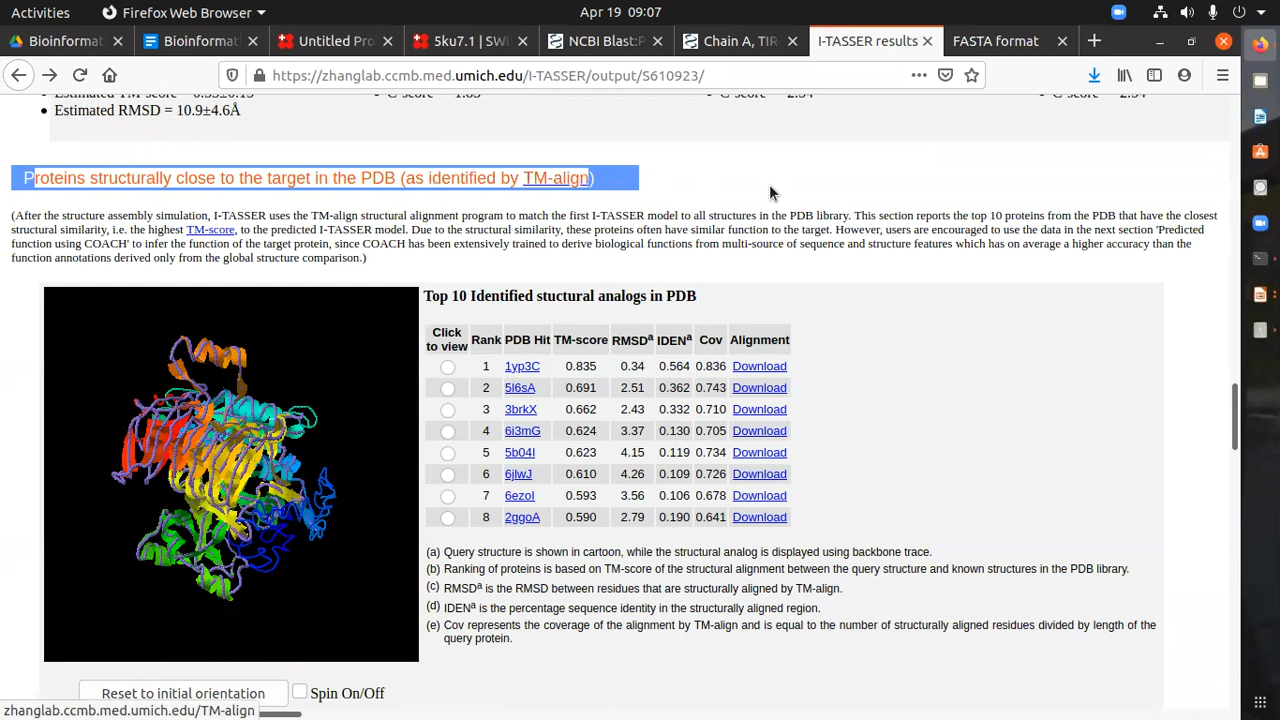 Activities
Firefox Web Browser
Apr 19 09:07
Bioinformat
Bioinformat
Untitled Pro
5ku7.1 | SWI
NCBI Blast:P
Chain A, TIR-
I-TASSER results
FASTA format
https://zhanglab.ccmb.med.umich.edu/I-TASSER/output/S610923/
• Estimated RMSD = 10.9±4.6Å
Proteins structurally close to the target in the PDB (as identified by TM-align)
(After the structure assembly simulation, I-TASSER uses the TM-align structural alignment program to match the first I-TASSER model to all structures in the PDB library. This section reports the top 10 proteins from the PDB that have the closest
structural similarity, i.e. the highest TM-score, to the predicted I-TASSER model. Due to the structural similarity, these proteins often have similar function to the target. However, users are encouraged to use the data in the next section 'Predicted
function using COACH' to infer the function of the target protein, since COACH has been extensively trained to derive biological functions from multi-source of sequence and structure features which has on average a higher accuracy than the
function annotations derived only from the global structure comparison.)
Top 10 Identified stuctural analogs in PDB
Click to view Rank PDB Hit TM-score RMSDᵃ IDENᵃ Cov Alignment
1 1yp3C 0.835 0.34 0.564 0.836 Download
2 5l6sA 0.691 2.51 0.362 0.743 Download
3 3brkX 0.662 2.43 0.332 0.710 Download
4 6i3mG 0.624 3.37 0.130 0.705 Download
5 5b04I 0.623 4.15 0.119 0.734 Download
6 6jlwJ 0.610 4.26 0.109 0.726 Download
7 6ezoI 0.593 3.56 0.106 0.678 Download
8 2ggoA 0.590 2.79 0.190 0.641 Download
(a) Query structure is shown in cartoon, while the structural analog is displayed using backbone trace.
(b) Ranking of proteins is based on TM-score of the structural alignment between the query structure and known structures in the PDB library.
(c) RMSDᵃ is the RMSD between residues that are structurally aligned by TM-align.
(d) IDENᵃ is the percentage sequence identity in the structurally aligned region.
(e) Cov represents the coverage of the alignment by TM-align and is equal to the number of structurally aligned residues divided by length of the
query protein.
Reset to initial orientation
Spin On/Off
zhanglab.ccmb.med.umich.edu/TM-align